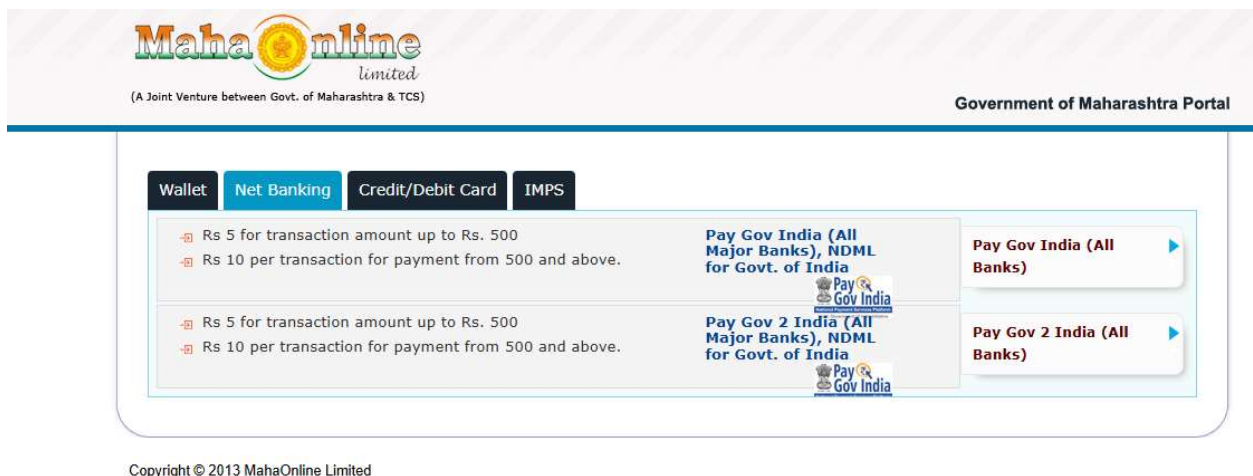 Maha Online
limited
(A Joint Venture between Govt. of Maharashtra & TCS)
Government of Maharashtra Portal
Wallet
Net Banking
Credit/Debit Card
IMPS
Rs 5 for transaction amount up to Rs. 500
Rs 10 per transaction for payment from 500 and above.
Pay Gov India (All
Major Banks), NDML
for Govt. of India
Pay
Gov India
Pay Gov India (All
Banks)
Rs 5 for transaction amount up to Rs. 500
Rs 10 per transaction for payment from 500 and above.
Pay Gov 2 India (All
Major Banks), NDML
for Govt. of India
Pay
Gov India
Pay Gov 2 India (All
Banks)
Copyright © 2013 MahaOnline Limited